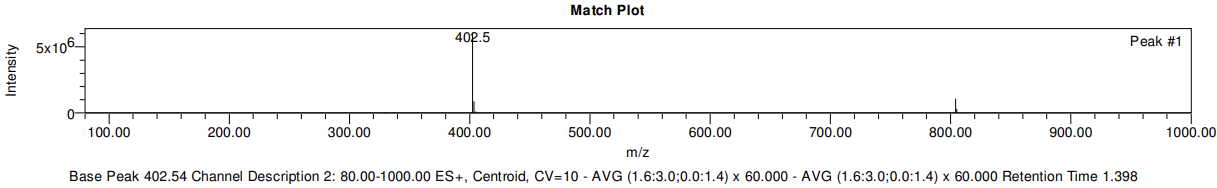 Match Plot
402.5
Peak #1
5x10⁶
0
Intensity
100.00 200.00 300.00 400.00 500.00 600.00 700.00 800.00 900.00 1000.00
m/z
Base Peak 402.54 Channel Description 2: 80.00-1000.00 ES+, Centroid, CV=10 - AVG (1.6:3.0;0.0:1.4) x 60.000 - AVG (1.6:3.0;0.0:1.4) x 60.000 Retention Time 1.398